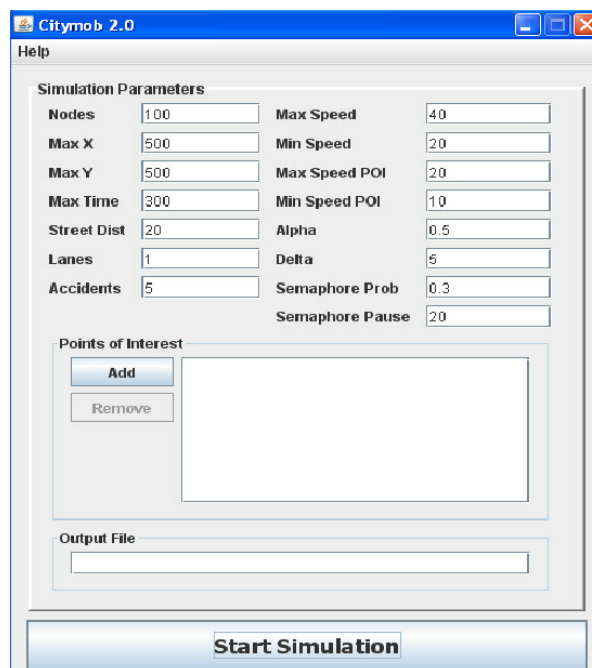 Citymob 2.0
Help
Simulation Parameters
Nodes 100 Max Speed 40
Max X 500 Min Speed 20
Max Y 500 Max Speed POI 20
Max Time 300 Min Speed POI 10
Street Dist 20 Alpha 0.5
Lanes 1 Delta 5
Accidents 5 Semaphore Prob 0.3
Semaphore Pause 20
Points of Interest
Add
Remove
Output File
Start Simulation